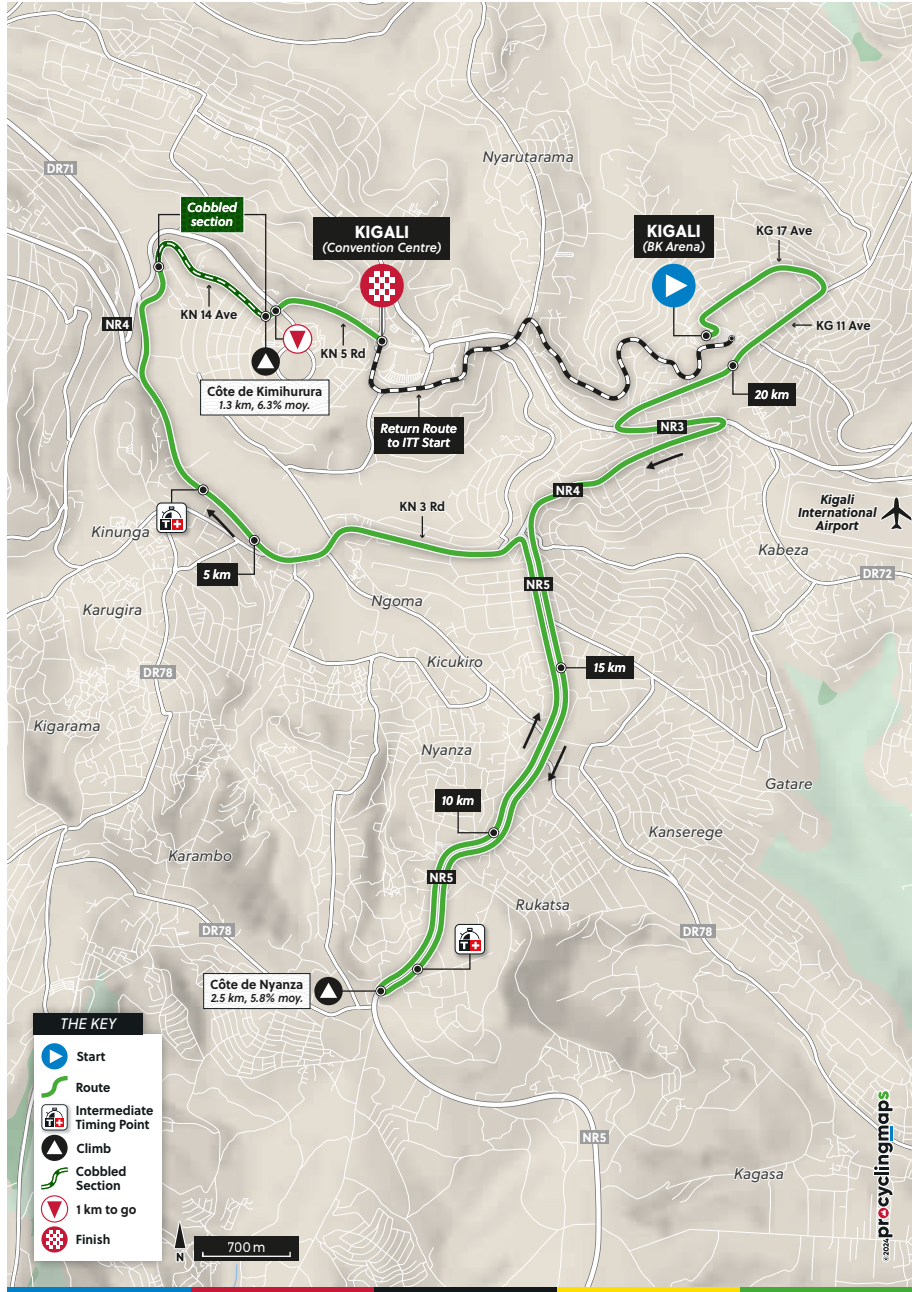 Nyarutarama
DR71
Cobbled
section
KIGALI
(Convention Centre)
KIGALI
(BK Arena)
KG 17 Ave
KG 11 Ave
NR4
KN 14 Ave
KN 5 Rd
Côte de Kimihurura
1.3 km, 6.3% moy.
20 km
Return Route
to ITT Start
NR3
NR4
KN 3 Rd
Kigali
International
Airport
Kinunga
Kabeza
5 km
DR72
NR5
Karugira
Ngoma
Kicukiro
15 km
DR78
Kigarama
Nyanza
Gatare
10 km
Kanserege
Karambo
NR5
Rukatsa
DR78
DR78
T
Côte de Nyanza
2.5 km, 5.8% moy.
THE KEY
Start
Route
T
Intermediate
Timing Point
Climb
Cobbled
Section
1 km to go
Finish
NR5
Kagasa
N
700 m
©2024 procyclingmaps
T